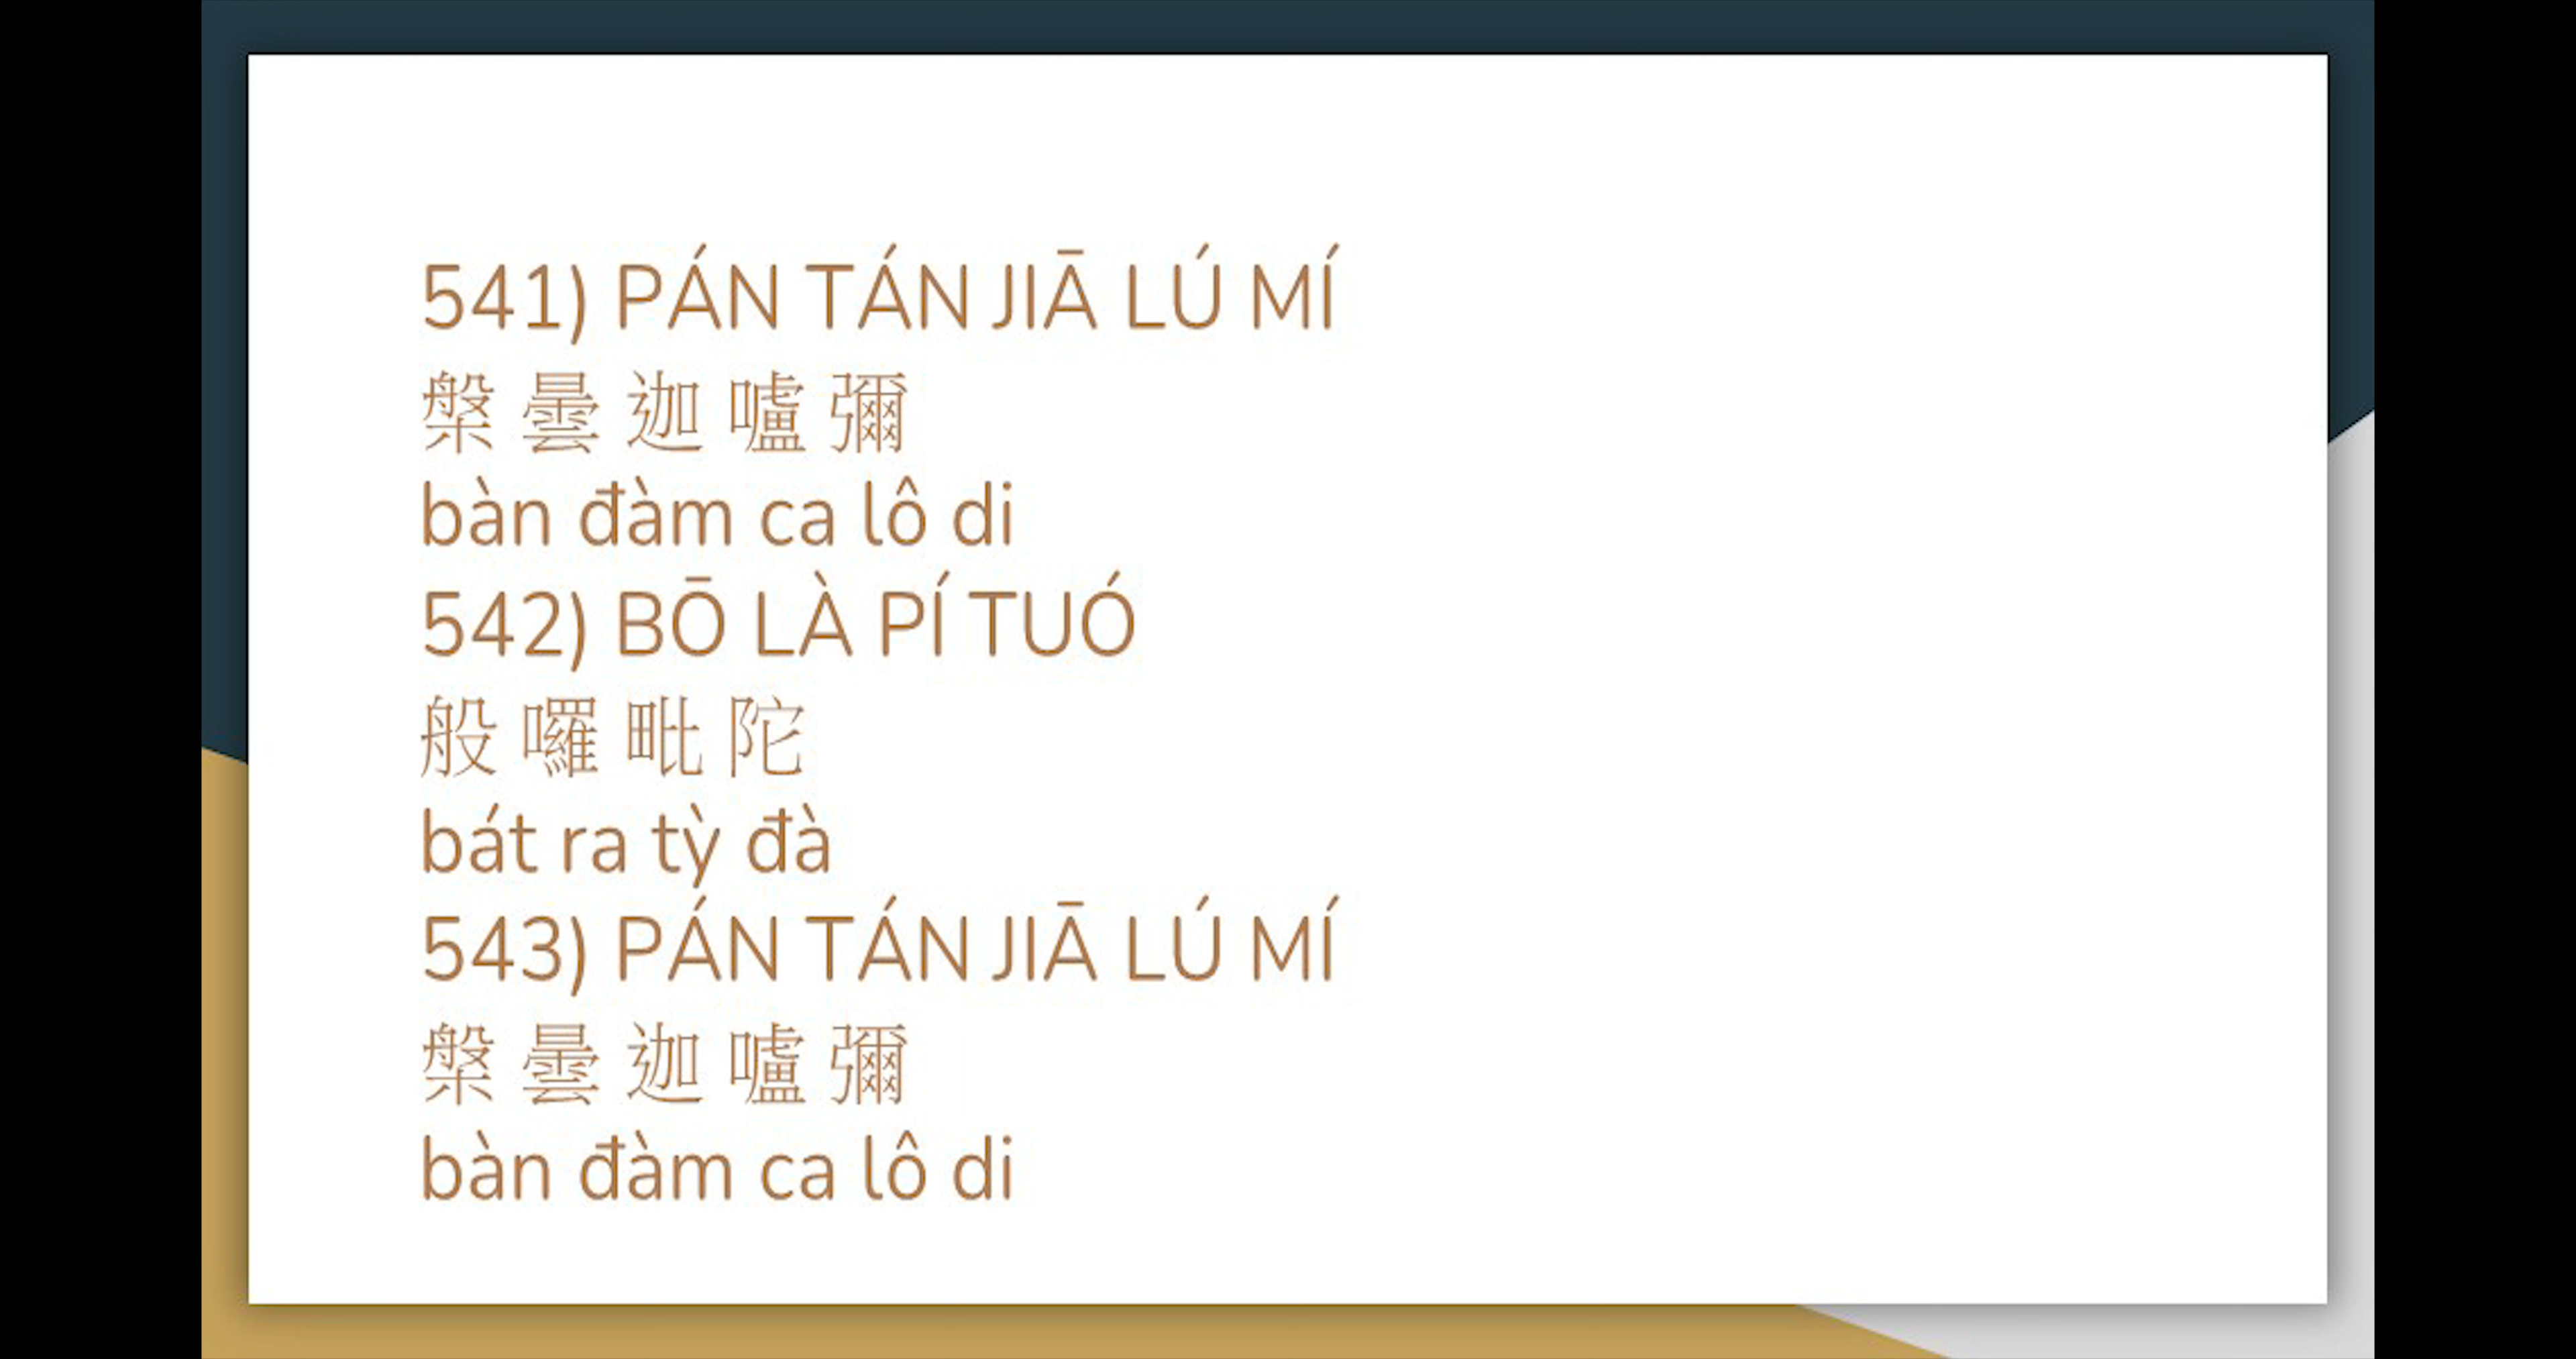 541) PÁN TÁN JIĀ LÚ MÍ
槃 曇 迦 嚧 彌
bàn đàm ca lô di
542) BŌ LÀ PÍ TUÓ
般 囉 毗 陀
bát ra tỳ đà
543) PÁN TÁN JIĀ LÚ MÍ
槃 曇 迦 嚧 彌
bàn đàm ca lô di